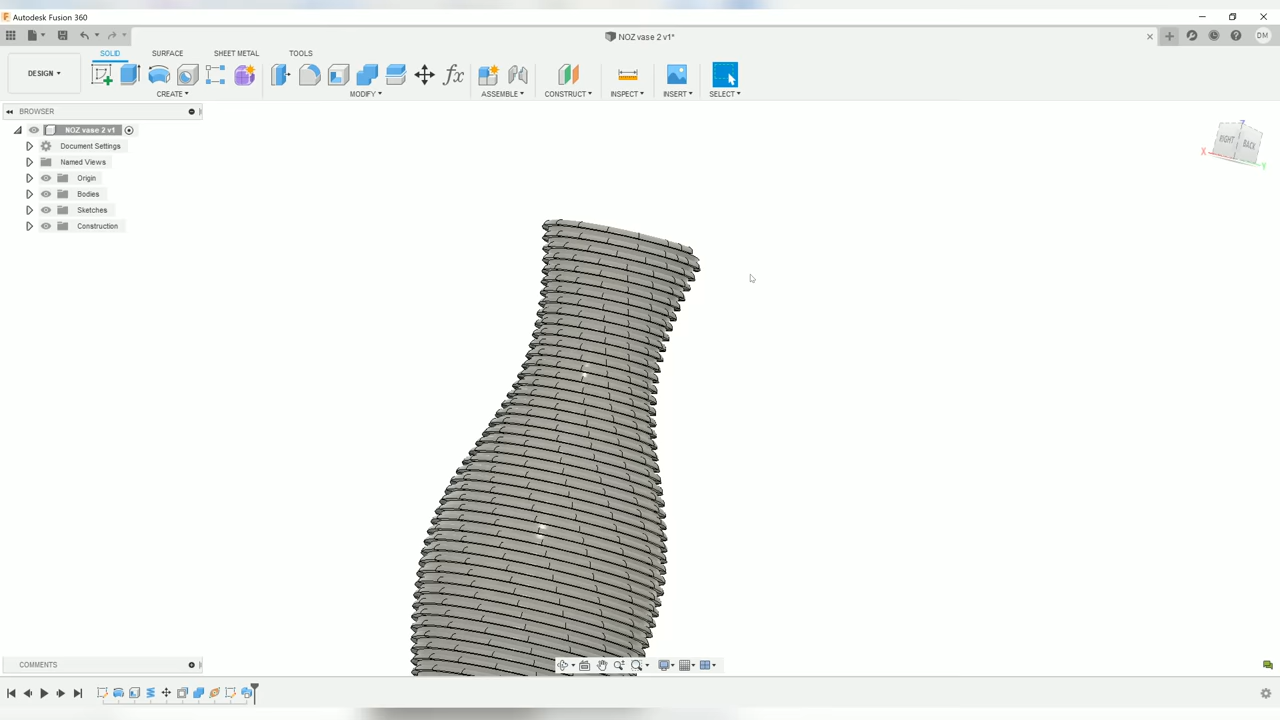 Autodesk Fusion 360
NOZ vase 2 v1*
DM
SOLID SURFACE SHEET METAL TOOLS
DESIGN
CREATE MODIFY ASSEMBLE CONSTRUCT INSPECT INSERT SELECT
BROWSER
NOZ vase 2 v1
Document Settings
Named Views
Origin
Bodies
Sketches
Construction
Z
RIGHT BACK
X Y
COMMENTS